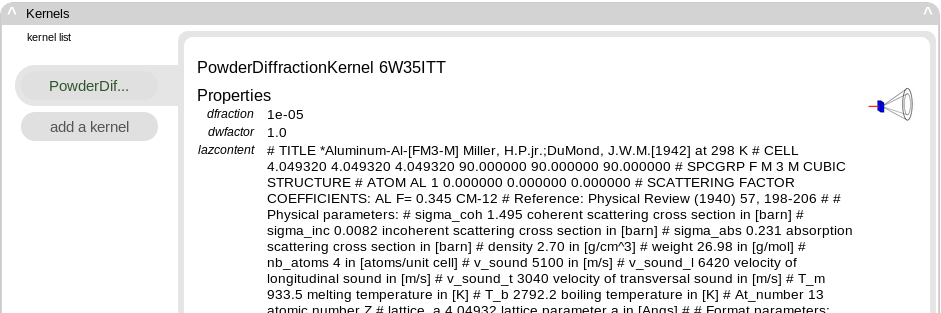 ^ Kernels ^
kernel list
PowderDif...
add a kernel
PowderDiffractionKernel 6W35ITT
Properties
dfraction 1e-05
dwfactor 1.0
lazcontent # TITLE *Aluminum-Al-[FM3-M] Miller, H.P.jr.;DuMond, J.W.M.[1942] at 298 K # CELL
4.049320 4.049320 4.049320 90.000000 90.000000 90.000000 # SPCGRP F M 3 M CUBIC
STRUCTURE # ATOM AL 1 0.000000 0.000000 0.000000 # SCATTERING FACTOR
COEFFICIENTS: AL F= 0.345 CM-12 # Reference: Physical Review (1940) 57, 198-206 # #
Physical parameters: # sigma_coh 1.495 coherent scattering cross section in [barn] #
sigma_inc 0.0082 incoherent scattering cross section in [barn] # sigma_abs 0.231 absorption
scattering cross section in [barn] # density 2.70 in [g/cm^3] # weight 26.98 in [g/mol] #
nb_atoms 4 in [atoms/unit cell] # v_sound 5100 in [m/s] # v_sound_l 6420 velocity of
longitudinal sound in [m/s] # v_sound_t 3040 velocity of transversal sound in [m/s] # T_m
933.5 melting temperature in [K] # T_b 2792.2 boiling temperature in [K] # At_number 13
atomic number Z # lattice_a 4.04932 lattice parameter a in [Angs] # # Format parameters: